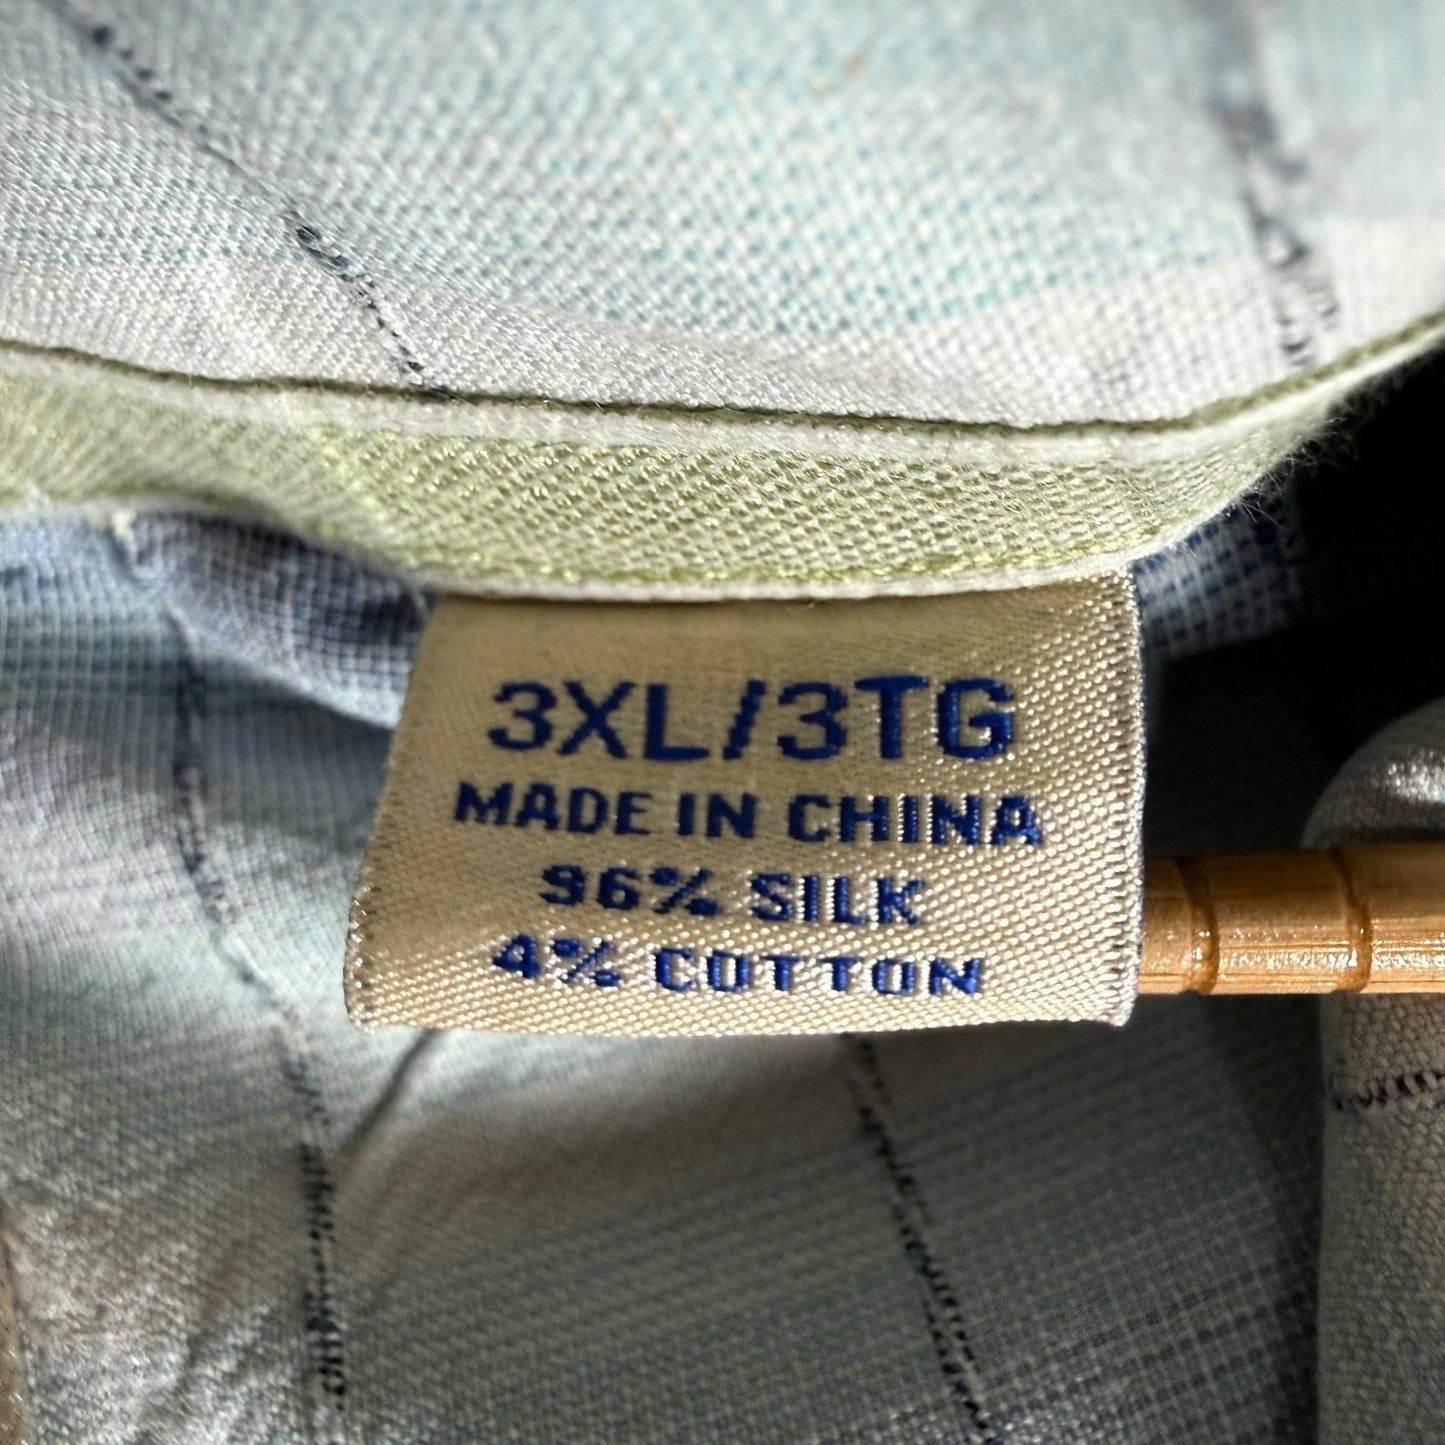 3XL/3TG
MADE IN CHINA
96% SILK
4% COTTON